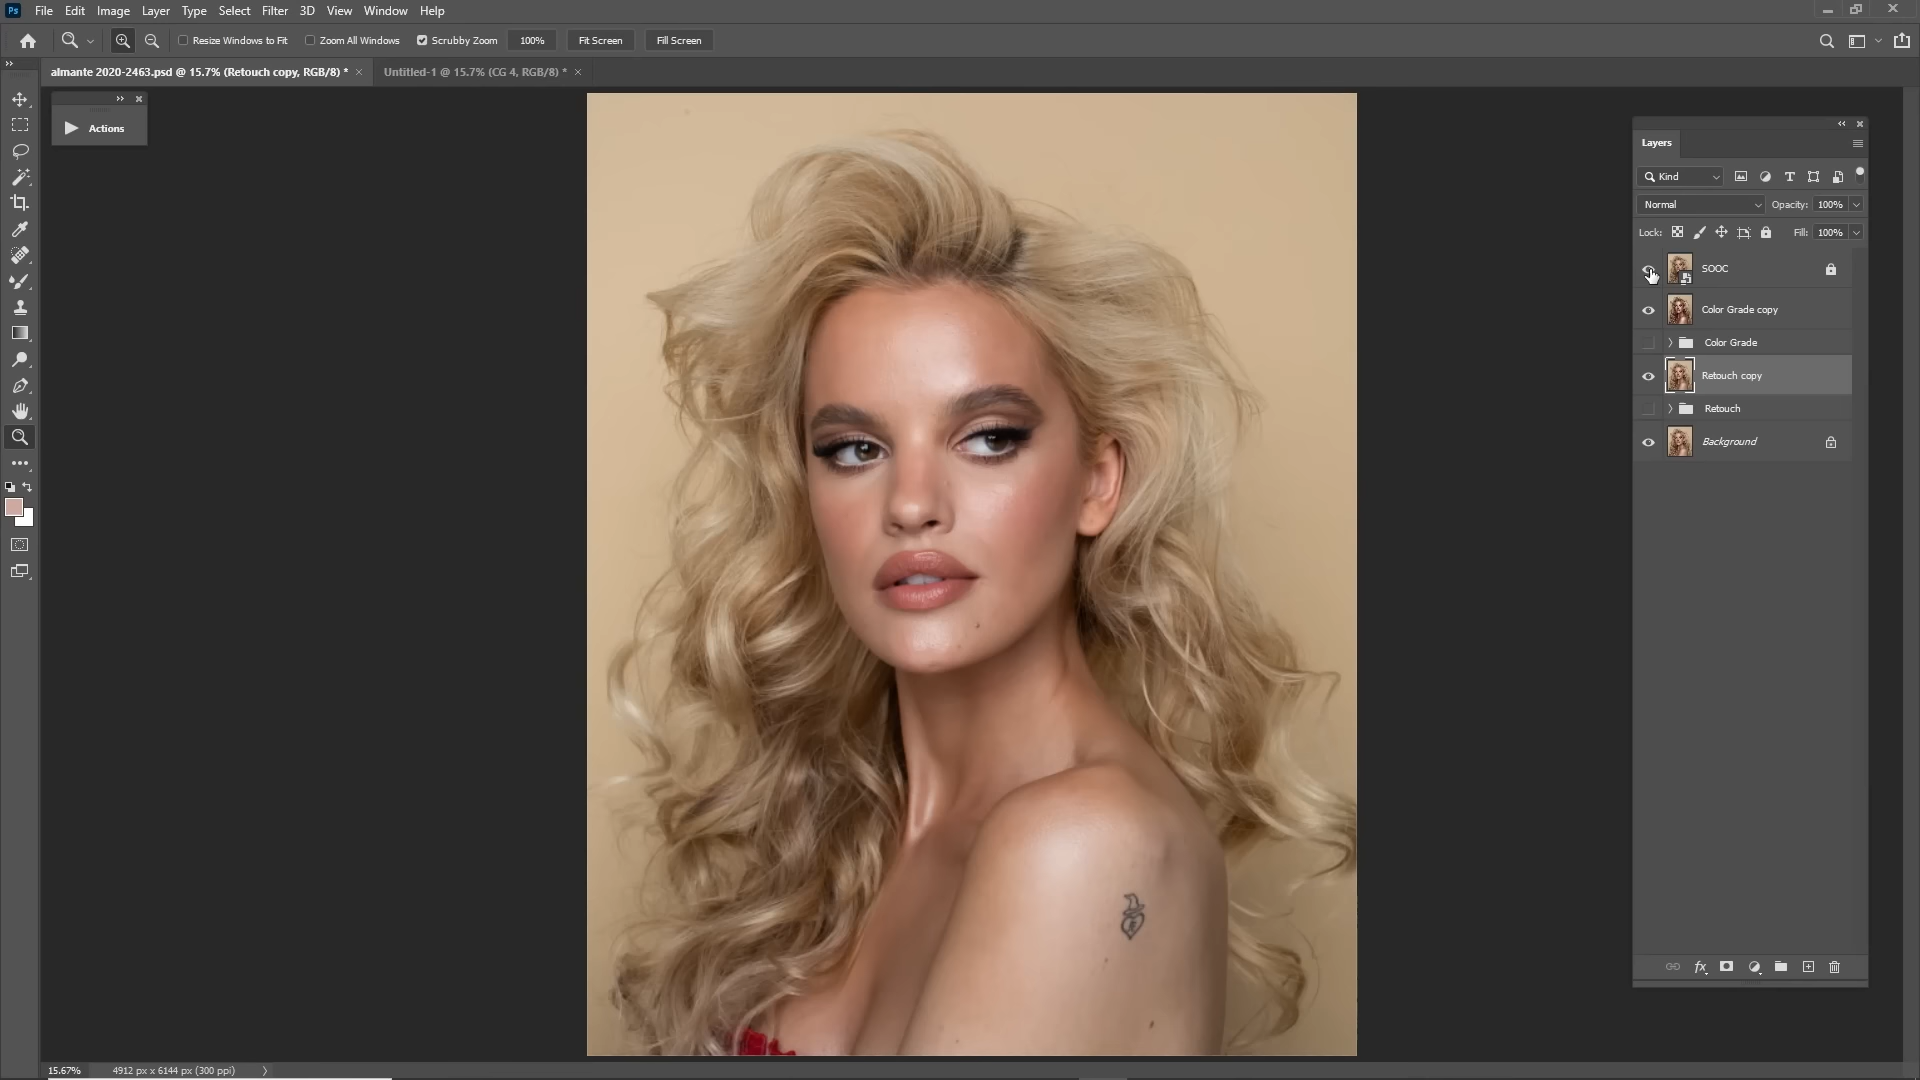 Ps File Edit Image Layer Type Select Filter 3D View Window Help
Resize Windows to Fit Zoom All Windows Scrubby Zoom 100% Fit Screen Fill Screen
almante 2020-2463.psd @ 15.7% (Retouch copy, RGB/8) * × Untitled-1 @ 15.7% (CG 4, RGB/8) * ×
Actions
Layers
Kind
Normal Opacity: 100%
Lock: Fill: 100%
SOOC
Color Grade copy
Color Grade
Retouch copy
Retouch
Background
fx
15.67% 4912 px x 6144 px (300 ppi)